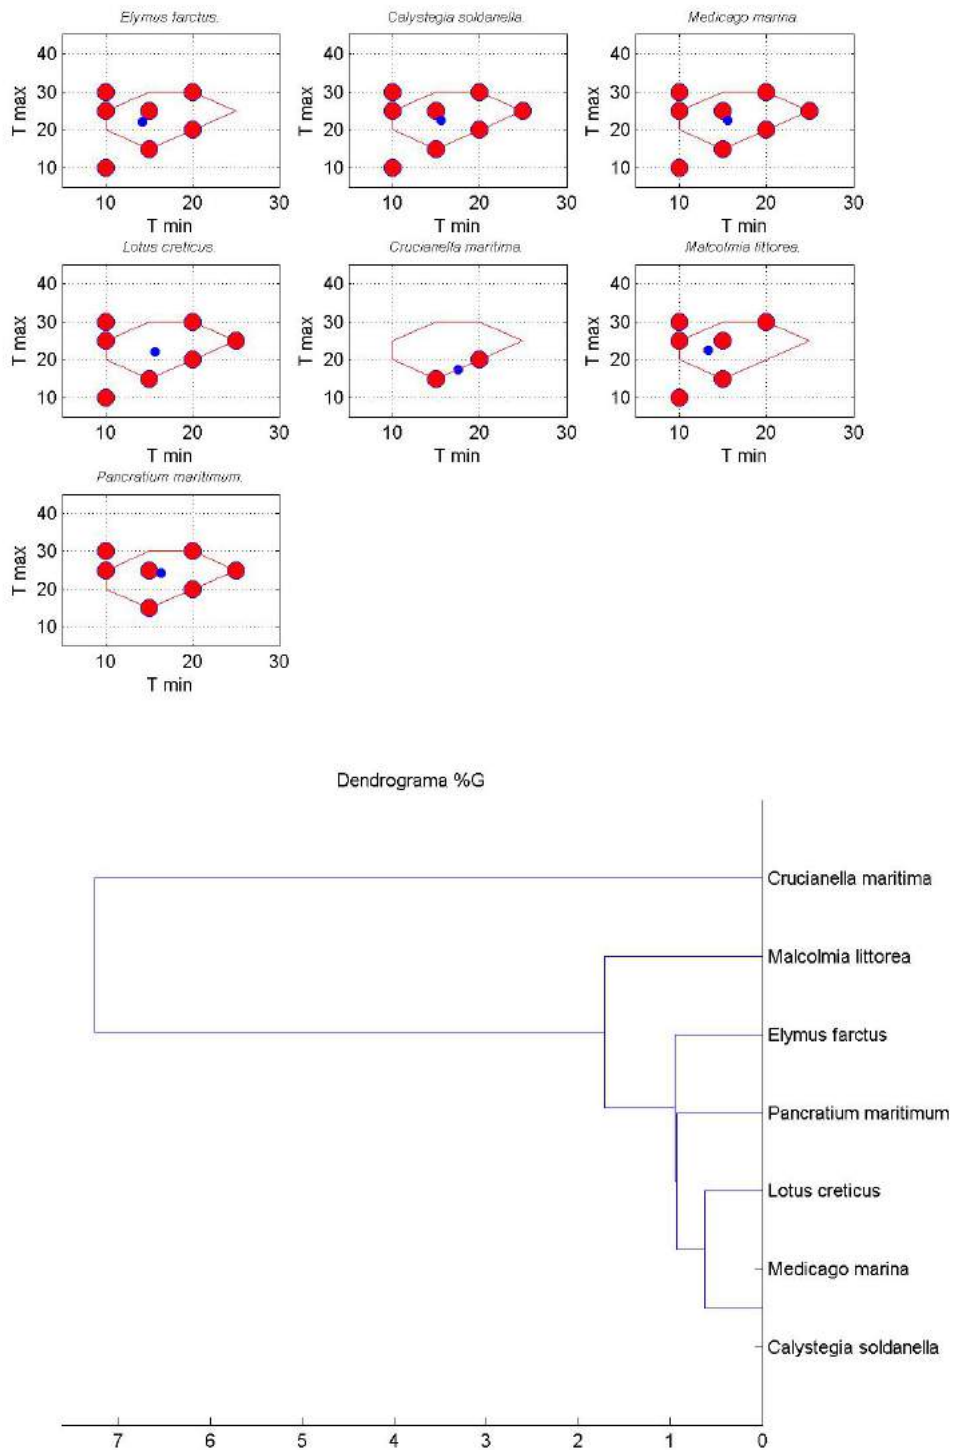 Elymus farctus.
Calystegia soldanella.
Medicago marina.
40
30
20
10
T max
10 20 30
T min
40
30
20
10
T max
10 20 30
T min
40
30
20
10
T max
10 20 30
T min
Lotus creticus.
Crucianella maritima.
Malcolmia littorea.
40
30
20
10
T max
10 20 30
T min
40
30
20
10
T max
10 20 30
T min
40
30
20
10
T max
10 20 30
T min
Pancratium maritimum.
40
30
20
10
T max
10 20 30
T min
Dendrograma %G
Crucianella maritima
Malcolmia littorea
Elymus farctus
Pancratium maritimum
Lotus creticus
Medicago marina
Calystegia soldanella
7 6 5 4 3 2 1 0